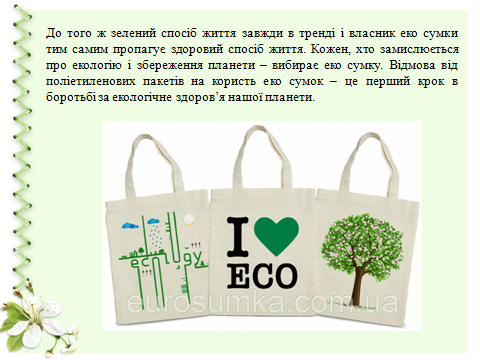 До того ж зелений спосіб життя завжди в тренді і власник еко сумки
тим самим пропагує здоровий спосіб життя. Кожен, хто замислюється
про екологію і збереження планети – вибирає еко сумку. Відмова від
поліетиленових пакетів на користь еко сумок – це перший крок в
боротьбі за екологічне здоров’я нашої планети.
ecology
I
ECO
eurosumka.com.ua